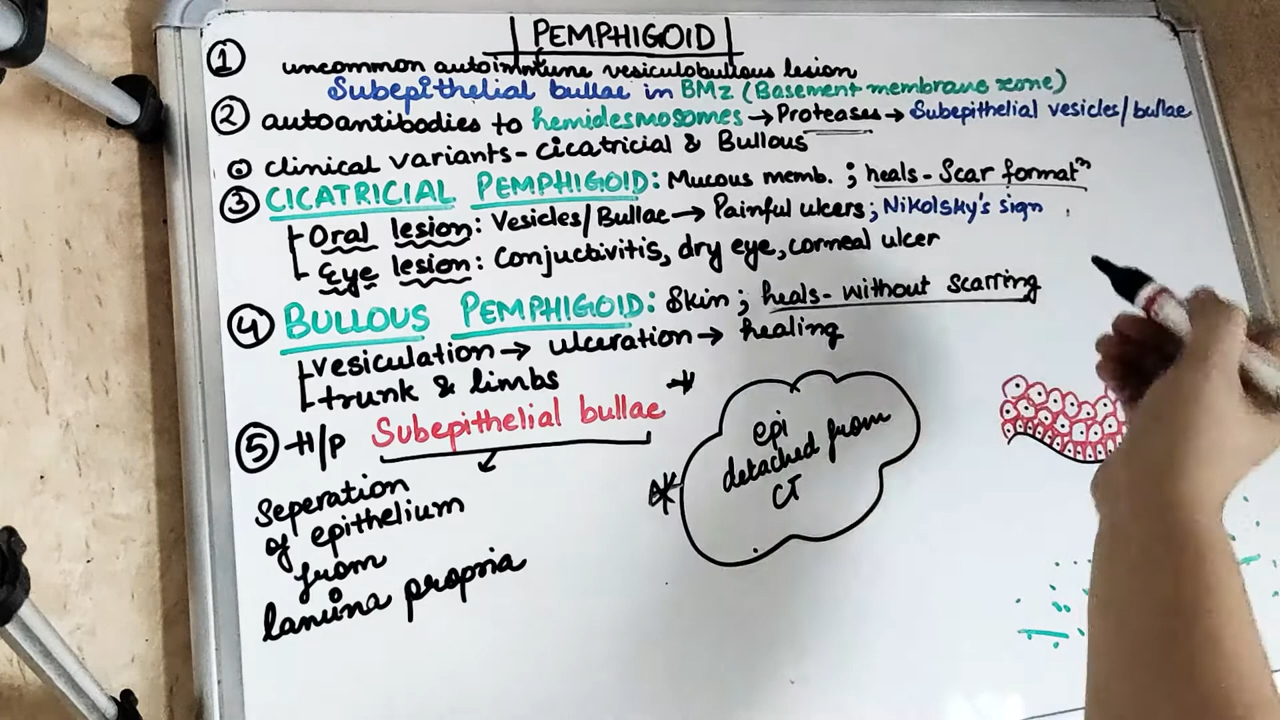 PEMPHIGOID
① uncommon autoimmune vesiculobullous lesion
Subepithelial bullae in BMZ (Basement membrane zone)
② autoantibodies to hemidesmosomes → Proteases → Subepithelial vesicles/bullae
⊙ Clinical variants - Cicatricial & Bullous
③ CICATRICIAL PEMPHIGOID: Mucous memb. ; heals - Scar formatⁿ
Oral lesion: Vesicles/Bullae → Painful ulcers; Nikolsky's sign
Eye lesion: Conjuctivitis, dry eye, corneal ulcer
④ BULLOUS PEMPHIGOID: Skin ; heals - without scarring
vesiculation → ulceration → healing
trunk & limbs
⑤ H/P Subepithelial bullae
Seperation
of epithelium
from
lamina propria
epi
detached from
CT